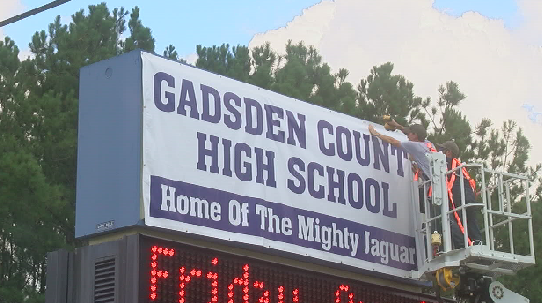 GADSDEN COUNT
HIGH SCHOOL
Home Of The Mighty Jaguar
Friday